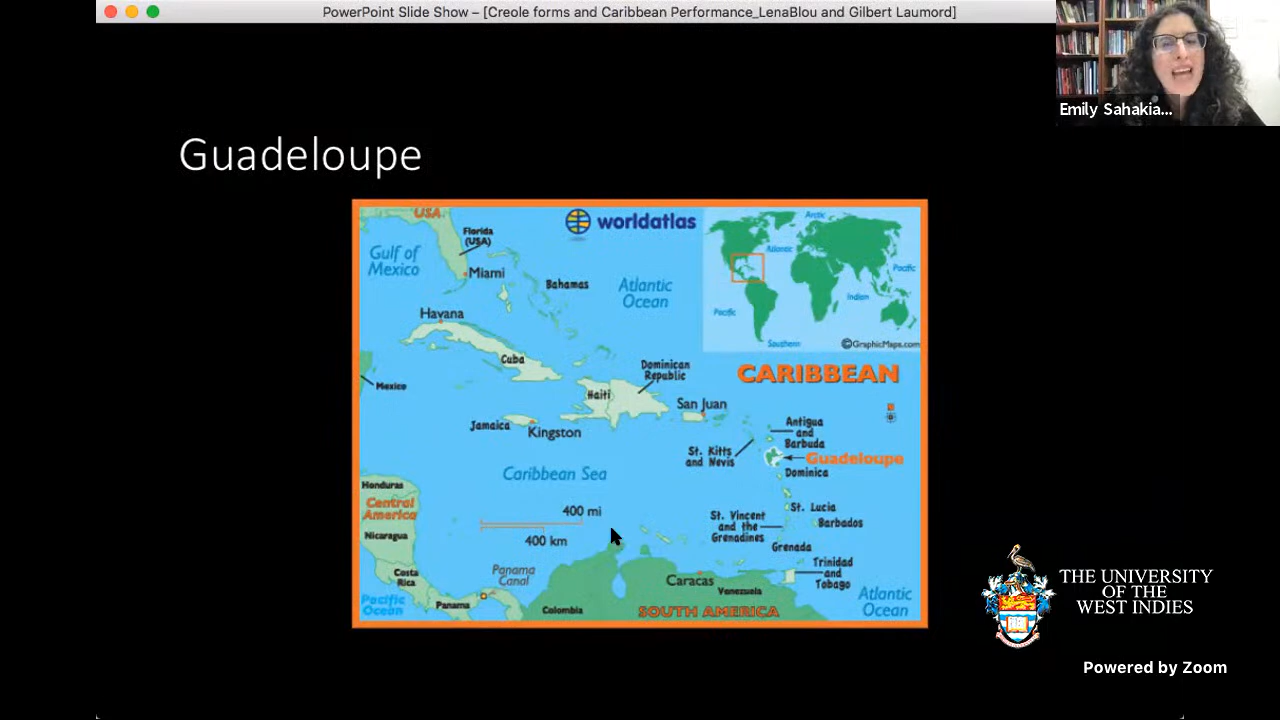 PowerPoint Slide Show – [Creole forms and Caribbean Performance_LenaBlou and Gilbert Laumord]
Emily Sahakia...
Guadeloupe
USA
worldatlas
Arctic
Florida
(USA)
Gulf of
Mexico
Atlantic
Pacific
Miami
Bahamas
Atlantic
Ocean
Indian
Pacific
Havana
Southern
©GraphicMaps.com
Cuba
Dominican
Republic
CARIBBEAN
Mexico
Haiti
San Juan
Jamaica
Kingston
Antigua
and
Barbuda
St. Kitts
and Nevis
Guadeloupe
Caribbean Sea
Dominica
Honduras
Central
America
400 mi
St. Lucia
St. Vincent
and the
Grenadines
Barbados
Nicaragua
400 km
Grenada
Costa
Rica
Panama
Canal
Trinidad
and
Tobago
Caracas
Venezuela
Pacific
Ocean
Panama
Colombia
SOUTH AMERICA
Atlantic
Ocean
THE UNIVERSITY
OF THE
WEST INDIES
Powered by Zoom